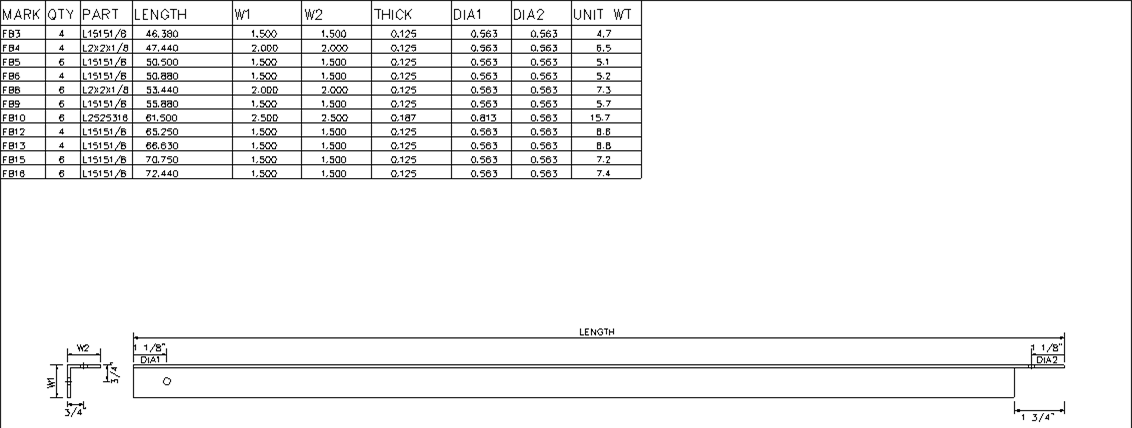 MARK QTY PART LENGTH W1 W2 THICK DIA1 DIA2 UNIT WT
FB3 4 L15151/8 46.380 1.500 1.500 0.125 0.563 0.563 4.7
FB4 4 L2X2X1/8 47.440 2.000 2.000 0.125 0.563 0.563 6.5
FB5 6 L15151/8 50.500 1.500 1.500 0.125 0.563 0.563 5.1
FB6 4 L15151/8 50.880 1.500 1.500 0.125 0.563 0.563 5.2
FB8 6 L2X2X1/8 53.440 2.000 2.000 0.125 0.563 0.563 7.3
FB9 6 L15151/8 55.880 1.500 1.500 0.125 0.563 0.563 5.7
FB10 6 L2525316 61.500 2.500 2.500 0.187 0.813 0.563 15.7
FB12 4 L15151/8 65.250 1.500 1.500 0.125 0.563 0.563 6.6
FB13 4 L15151/8 66.630 1.500 1.500 0.125 0.563 0.563 6.8
FB15 6 L15151/8 70.750 1.500 1.500 0.125 0.563 0.563 7.2
FB16 6 L15151/8 72.440 1.500 1.500 0.125 0.563 0.563 7.4
LENGTH
W2
1 1/8"
1 1/8"
DIA1
DIA2
W1
3/4"
3/4"
1 3/4"